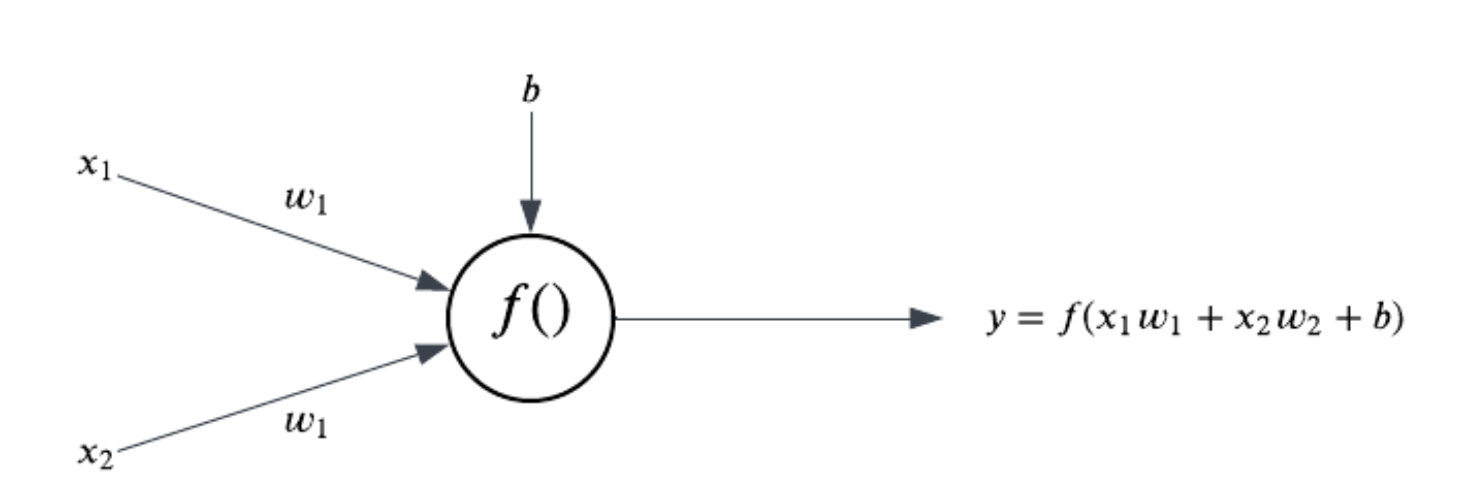 b
x₁
w₁
f()
y = f(x₁w₁ + x₂w₂ + b)
w₁
x₂